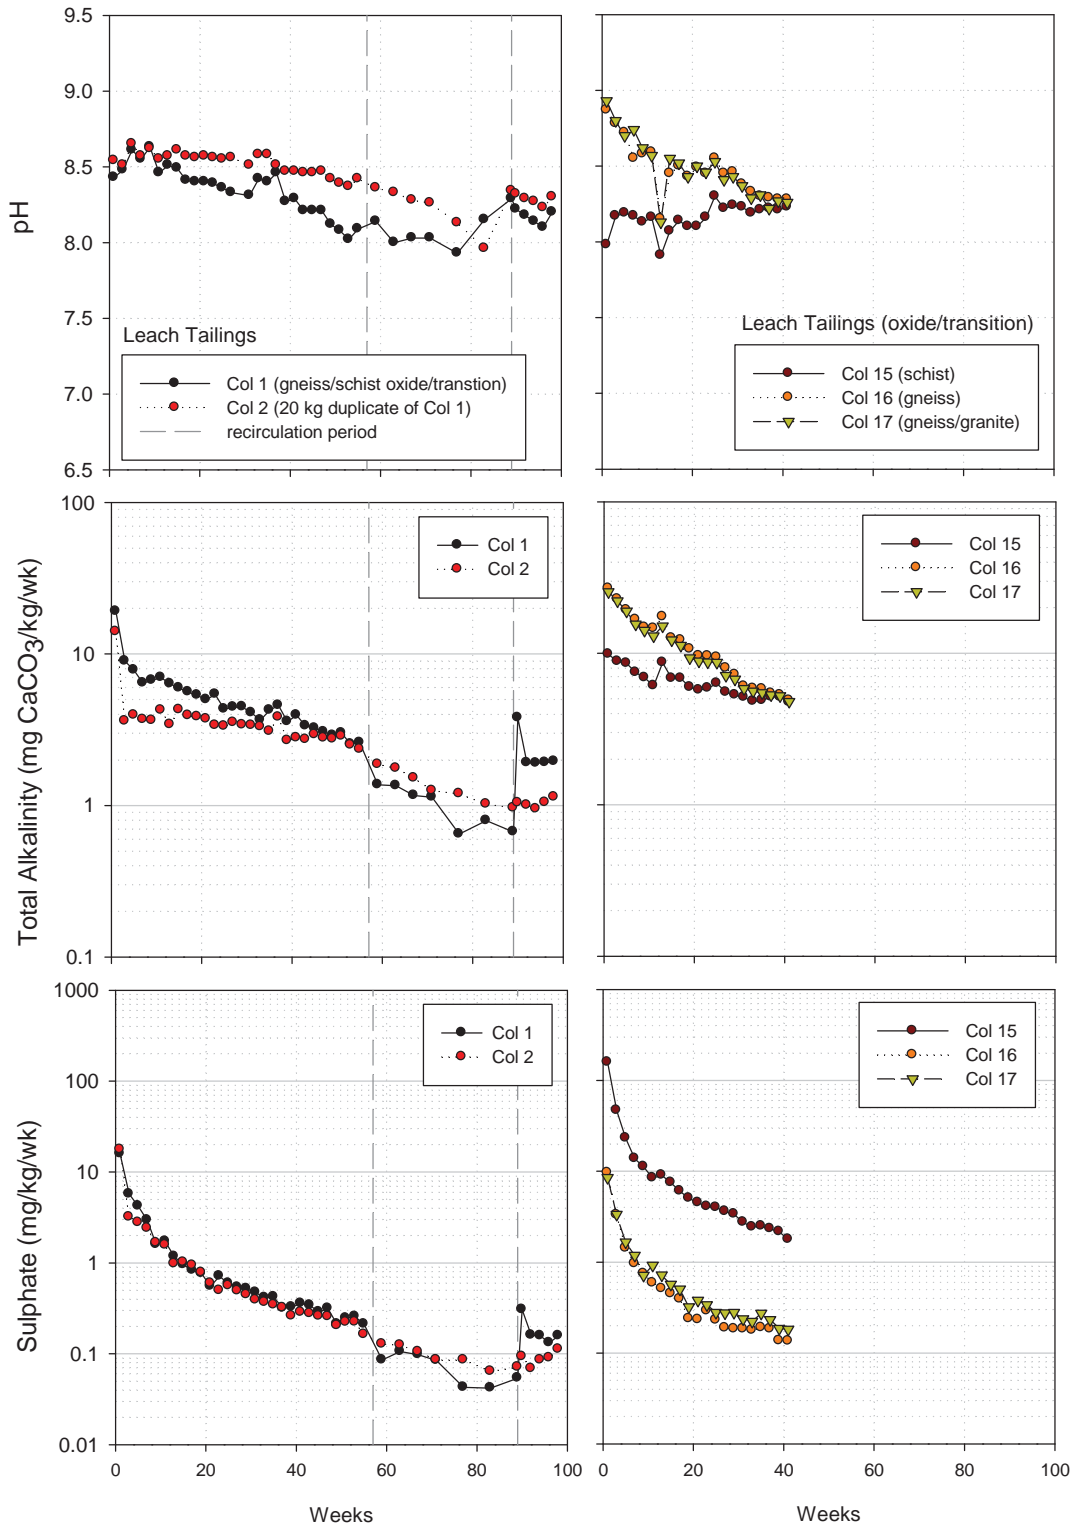 9.5
9.0
8.5
8.0
7.5
7.0
6.5
pH
Leach Tailings
Col 1 (gneiss/schist oxide/transtion)
Col 2 (20 kg duplicate of Col 1)
recirculation period
Leach Tailings (oxide/transition)
Col 15 (schist)
Col 16 (gneiss)
Col 17 (gneiss/granite)
100
10
1
0.1
Total Alkalinity (mg CaCO3/kg/wk)
Col 1
Col 2
Col 15
Col 16
Col 17
1000
100
10
1
0.1
0.01
Sulphate (mg/kg/wk)
Col 1
Col 2
Col 15
Col 16
Col 17
0 20 40 60 80 100
0 20 40 60 80 100
Weeks
Weeks